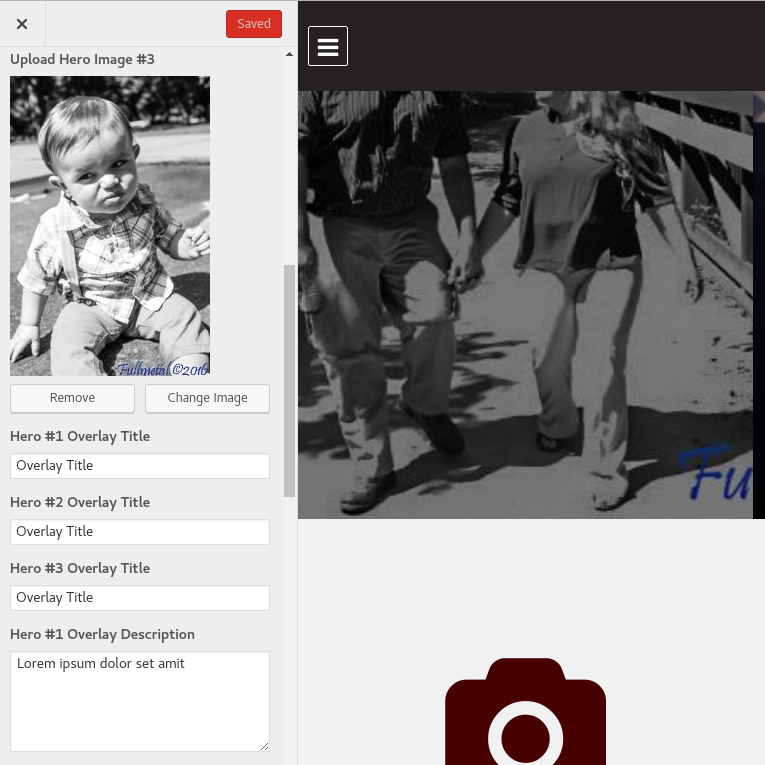 Saved
Upload Hero Image #3
Fullmetal ©2016
Remove
Change Image
Hero #1 Overlay Title
Overlay Title
Hero #2 Overlay Title
Overlay Title
Hero #3 Overlay Title
Overlay Title
Hero #1 Overlay Description
Lorem ipsum dolor set amit
Fu